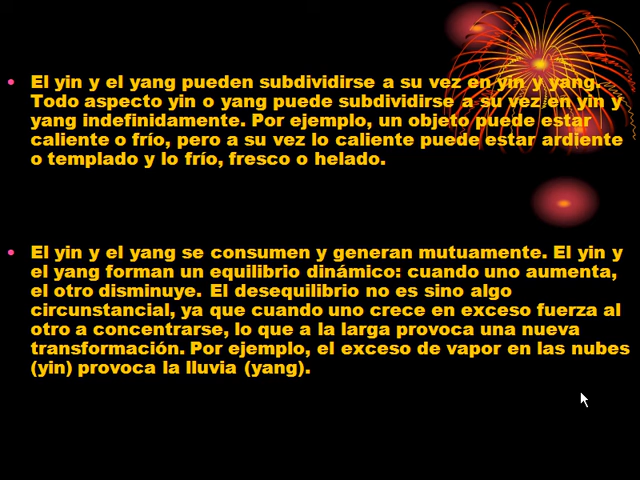 El yin y el yang pueden subdividirse a su vez en yin y yang.
Todo aspecto yin o yang puede subdividirse a su vez en yin y
yang indefinidamente. Por ejemplo, un objeto puede estar
caliente o frío, pero a su vez lo caliente puede estar ardiente
o templado y lo frío, fresco o helado.
El yin y el yang se consumen y generan mutuamente. El yin y
el yang forman un equilibrio dinámico: cuando uno aumenta,
el otro disminuye. El desequilibrio no es sino algo
circunstancial, ya que cuando uno crece en exceso fuerza al
otro a concentrarse, lo que a la larga provoca una nueva
transformación. Por ejemplo, el exceso de vapor en las nubes
(yin) provoca la lluvia (yang).